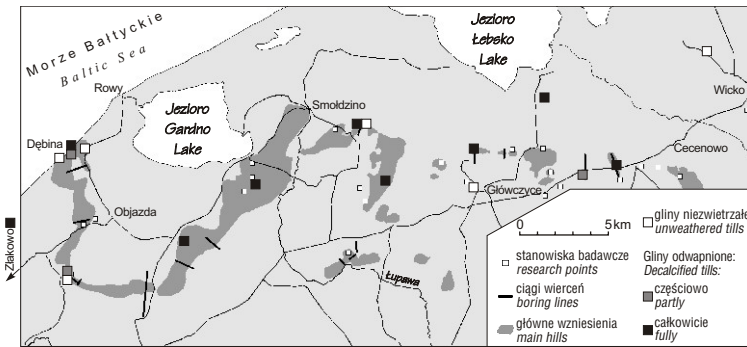 Morze Bałtyckie
Baltic Sea
Rowy
Jezioro
Gardno
Lake
Jezioro
Łebsko
Lake
Smołdzino
Wicko
Dębina
Cecenowo
Objazda
Główczyce
Złakowo
Łupawa
0 5km
stanowiska badawcze
research points
ciągi wierceń
boring lines
główne wzniesienia
main hills
gliny niezwietrzałe
unweathered tills
Gliny odwapnione:
Decalcified tills:
częściowo
partly
całkowicie
fully